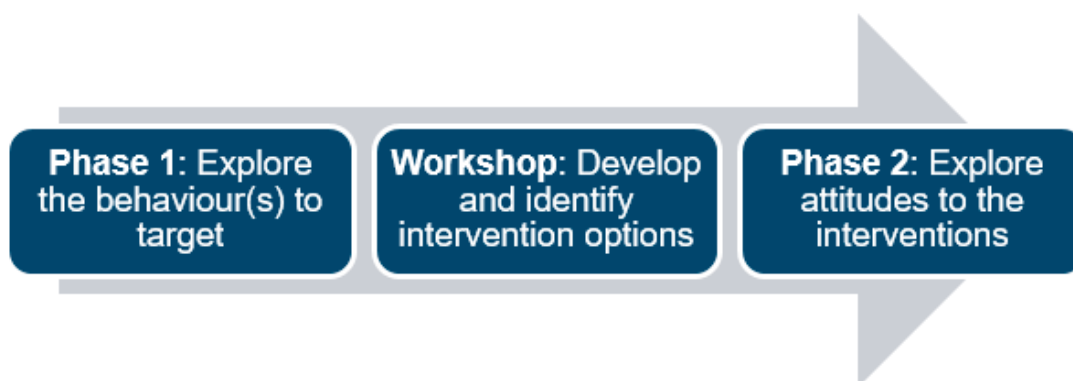 Phase 1: Explore
the behaviour(s) to
target
Workshop: Develop
and identify
intervention options
Phase 2: Explore
attitudes to the
interventions